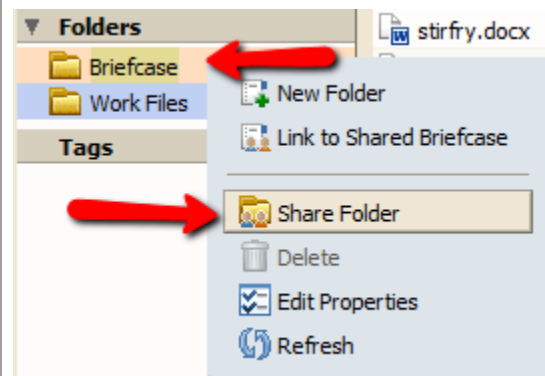 Folders
stirfry.docx
Briefcase
Work Files
Tags
New Folder
Link to Shared Briefcase
Share Folder
Delete
Edit Properties
Refresh